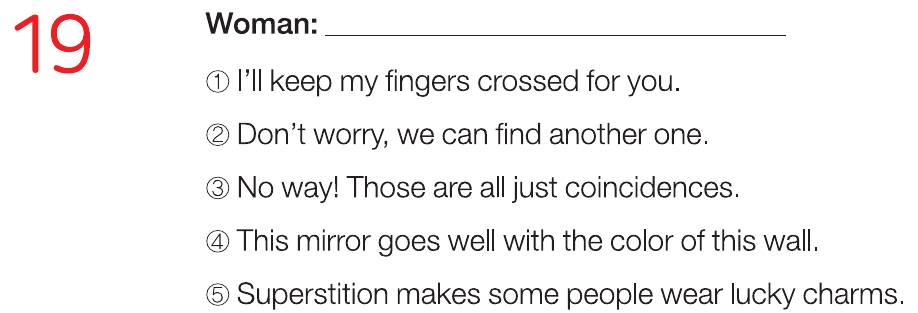 19
Woman: ______________________________
① I'll keep my fingers crossed for you.
② Don't worry, we can find another one.
③ No way! Those are all just coincidences.
④ This mirror goes well with the color of this wall.
⑤ Superstition makes some people wear lucky charms.